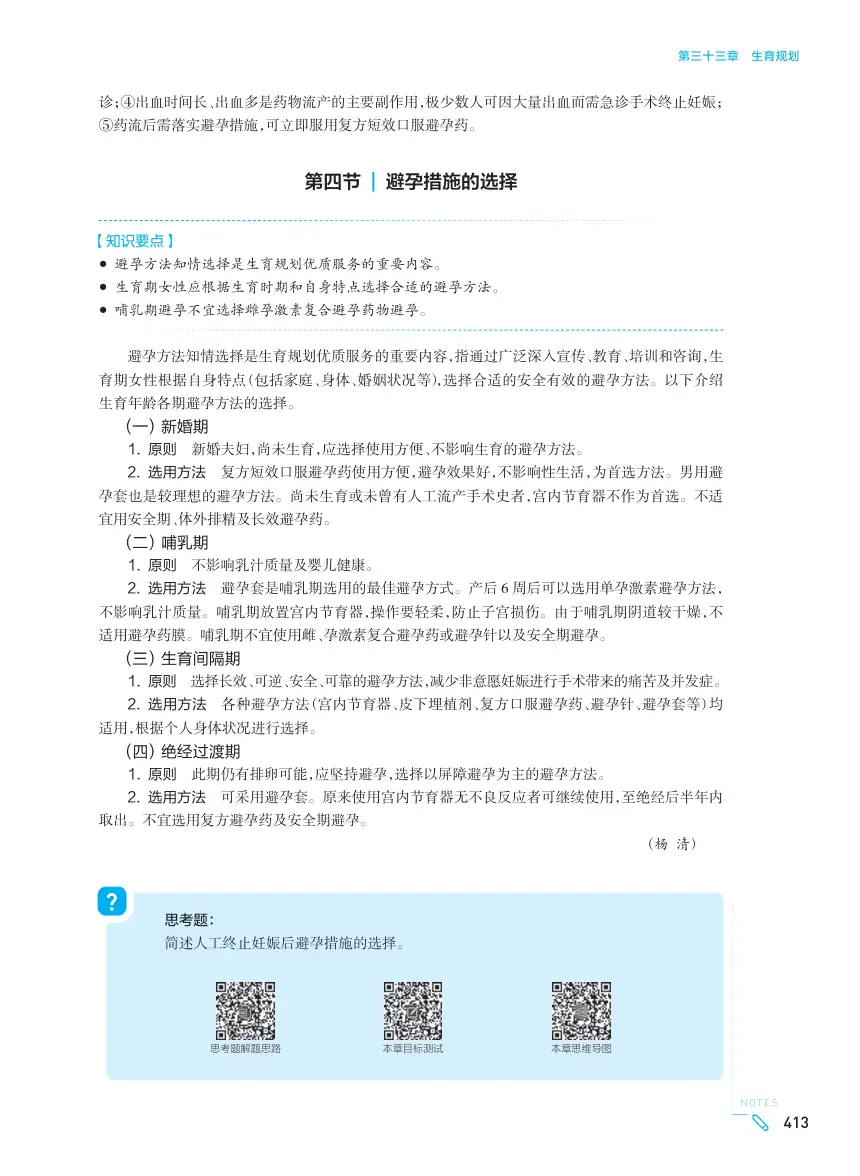 第三十三章　生育规划
诊;④出血时间长、出血多是药物流产的主要副作用,极少数人可因大量出血而需急诊手术终止妊娠;
⑤药流后需落实避孕措施,可立即服用复方短效口服避孕药。
第四节 | 避孕措施的选择
【知识要点】
● 避孕方法知情选择是生育规划优质服务的重要内容。
● 生育期女性应根据生育时期和自身特点选择合适的避孕方法。
● 哺乳期避孕不宜选择雌孕激素复合避孕药物避孕。
避孕方法知情选择是生育规划优质服务的重要内容,指通过广泛深入宣传、教育、培训和咨询,生
育期女性根据自身特点(包括家庭、身体、婚姻状况等),选择合适的安全有效的避孕方法。以下介绍
生育年龄各期避孕方法的选择。
(一)新婚期
1. 原则　新婚夫妇,尚未生育,应选择使用方便、不影响生育的避孕方法。
2. 选用方法　复方短效口服避孕药使用方便,避孕效果好,不影响性生活,为首选方法。男用避
孕套也是较理想的避孕方法。尚未生育或未曾有人工流产手术史者,宫内节育器不作为首选。不适
宜用安全期、体外排精及长效避孕药。
(二)哺乳期
1. 原则　不影响乳汁质量及婴儿健康。
2. 选用方法　避孕套是哺乳期选用的最佳避孕方式。产后 6 周后可以选用单孕激素避孕方法,
不影响乳汁质量。哺乳期放置宫内节育器,操作要轻柔,防止子宫损伤。由于哺乳期阴道较干燥,不
适用避孕药膜。哺乳期不宜使用雌、孕激素复合避孕药或避孕针以及安全期避孕。
(三)生育间隔期
1. 原则　选择长效、可逆、安全、可靠的避孕方法,减少非意愿妊娠进行手术带来的痛苦及并发症。
2. 选用方法　各种避孕方法(宫内节育器、皮下埋植剂、复方口服避孕药、避孕针、避孕套等)均
适用,根据个人身体状况进行选择。
(四)绝经过渡期
1. 原则　此期仍有排卵可能,应坚持避孕,选择以屏障避孕为主的避孕方法。
2. 选用方法　可采用避孕套。原来使用宫内节育器无不良反应者可继续使用,至绝经后半年内
取出。不宜选用复方避孕药及安全期避孕。
(杨 清)
?
思考题:
简述人工终止妊娠后避孕措施的选择。
思考题解题思路
本章目标测试
本章思维导图
NOTES
413